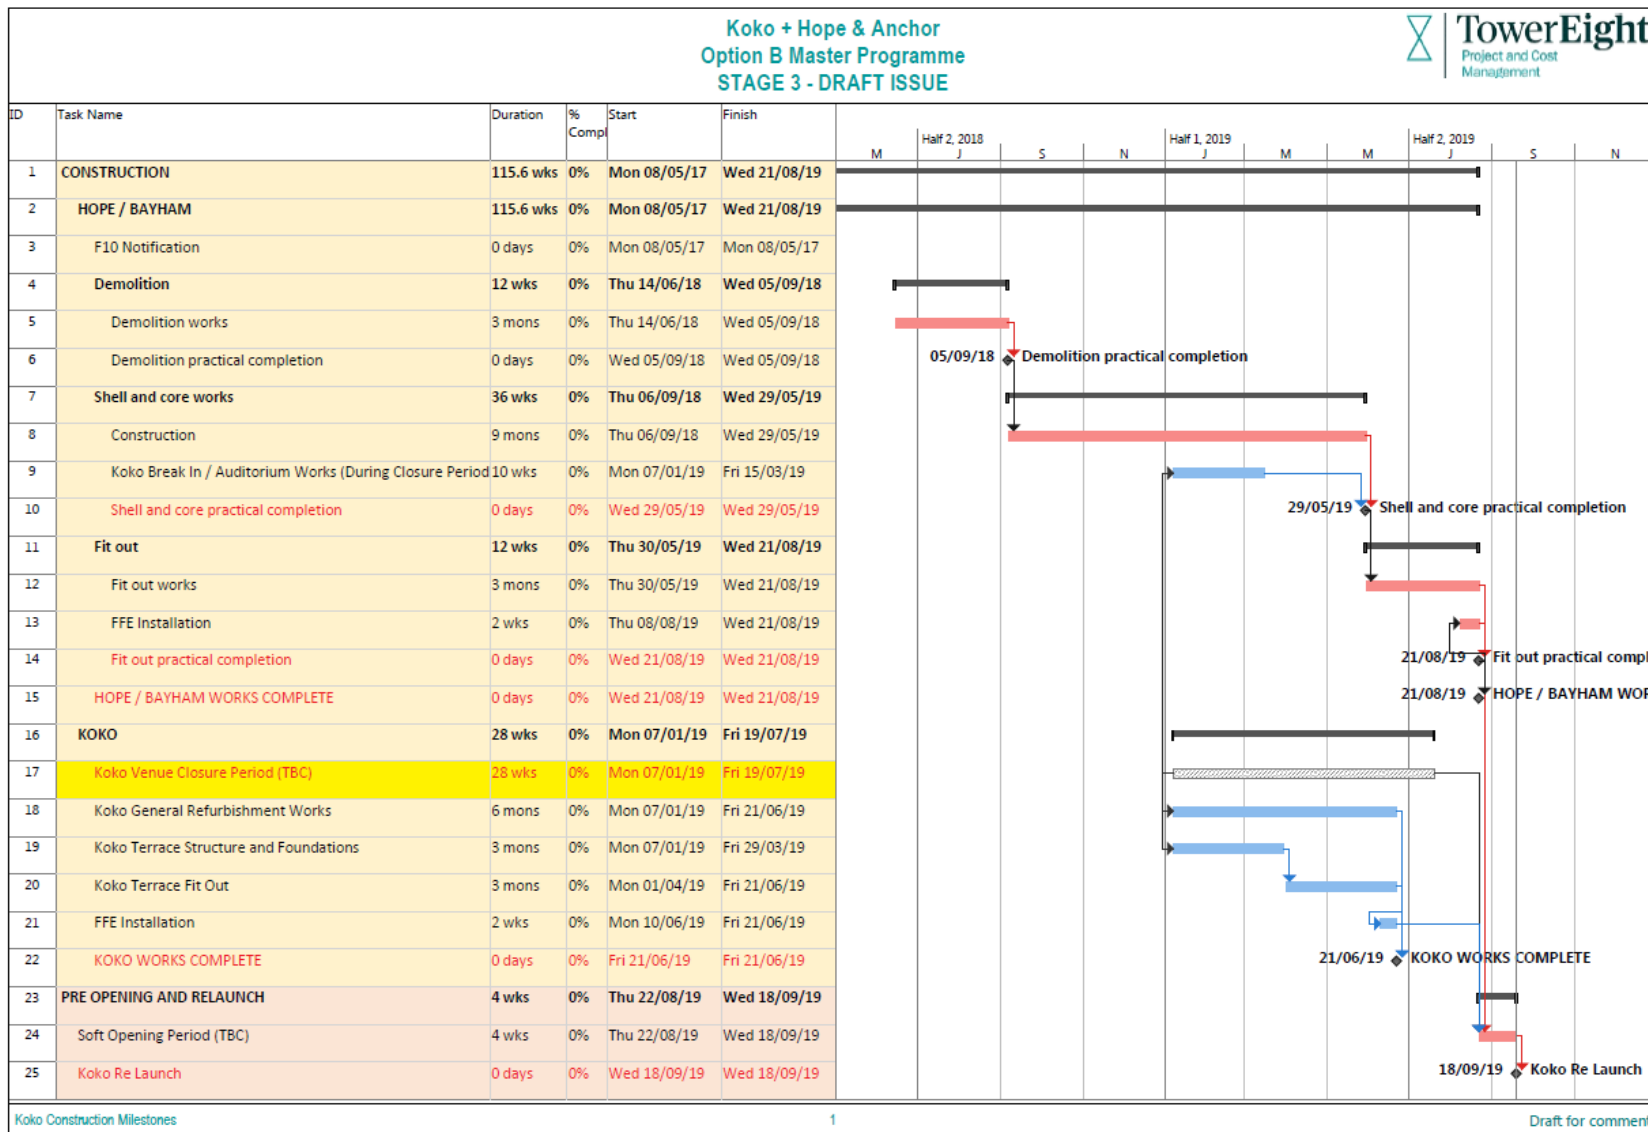 Koko + Hope & Anchor
Option B Master Programme
STAGE 3 - DRAFT ISSUE
TowerEight
Project and Cost
Management
ID Task Name Duration % Compl Start Finish
Half 2, 2018 Half 1, 2019 Half 2, 2019
M J S N J M M J S N
1 CONSTRUCTION 115.6 wks 0% Mon 08/05/17 Wed 21/08/19
2 HOPE / BAYHAM 115.6 wks 0% Mon 08/05/17 Wed 21/08/19
3 F10 Notification 0 days 0% Mon 08/05/17 Mon 08/05/17
4 Demolition 12 wks 0% Thu 14/06/18 Wed 05/09/18
5 Demolition works 3 mons 0% Thu 14/06/18 Wed 05/09/18
6 Demolition practical completion 0 days 0% Wed 05/09/18 Wed 05/09/18 05/09/18 Demolition practical completion
7 Shell and core works 36 wks 0% Thu 06/09/18 Wed 29/05/19
8 Construction 9 mons 0% Thu 06/09/18 Wed 29/05/19
9 Koko Break In / Auditorium Works (During Closure Period 10 wks 0% Mon 07/01/19 Fri 15/03/19
10 Shell and core practical completion 0 days 0% Wed 29/05/19 Wed 29/05/19 29/05/19 Shell and core practical completion
11 Fit out 12 wks 0% Thu 30/05/19 Wed 21/08/19
12 Fit out works 3 mons 0% Thu 30/05/19 Wed 21/08/19
13 FFE Installation 2 wks 0% Thu 08/08/19 Wed 21/08/19
14 Fit out practical completion 0 days 0% Wed 21/08/19 Wed 21/08/19 21/08/19 Fit out practical compl
15 HOPE / BAYHAM WORKS COMPLETE 0 days 0% Wed 21/08/19 Wed 21/08/19 21/08/19 HOPE / BAYHAM WOR
16 KOKO 28 wks 0% Mon 07/01/19 Fri 19/07/19
17 Koko Venue Closure Period (TBC) 28 wks 0% Mon 07/01/19 Fri 19/07/19
18 Koko General Refurbishment Works 6 mons 0% Mon 07/01/19 Fri 21/06/19
19 Koko Terrace Structure and Foundations 3 mons 0% Mon 07/01/19 Fri 29/03/19
20 Koko Terrace Fit Out 3 mons 0% Mon 01/04/19 Fri 21/06/19
21 FFE Installation 2 wks 0% Mon 10/06/19 Fri 21/06/19
22 KOKO WORKS COMPLETE 0 days 0% Fri 21/06/19 Fri 21/06/19 21/06/19 KOKO WORKS COMPLETE
23 PRE OPENING AND RELAUNCH 4 wks 0% Thu 22/08/19 Wed 18/09/19
24 Soft Opening Period (TBC) 4 wks 0% Thu 22/08/19 Wed 18/09/19
25 Koko Re Launch 0 days 0% Wed 18/09/19 Wed 18/09/19 18/09/19 Koko Re Launch
Koko Construction Milestones 1 Draft for comment